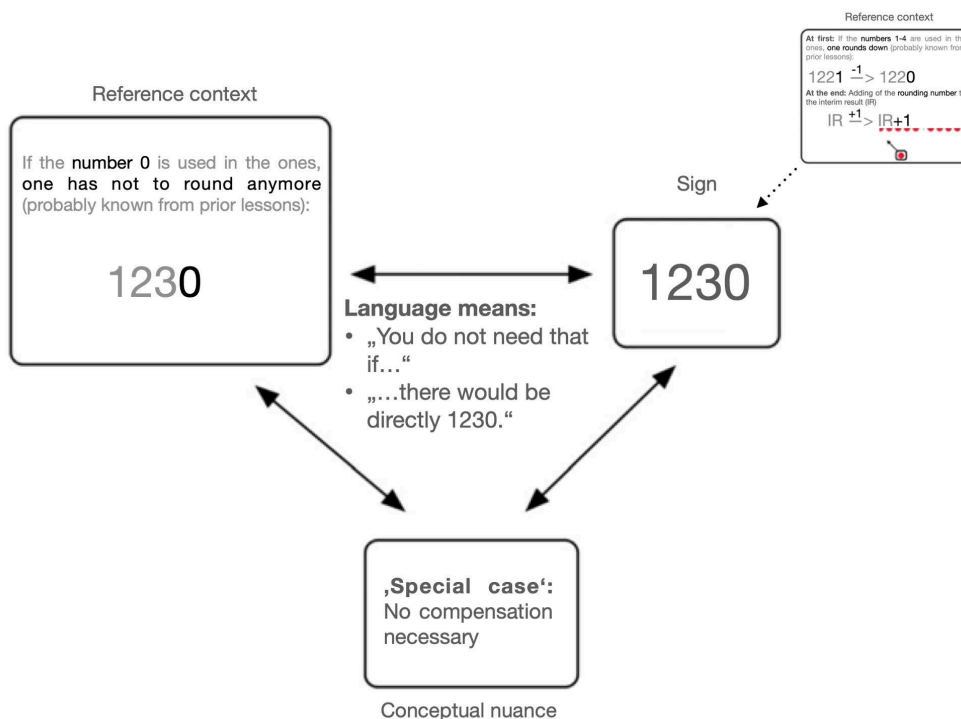 Reference context
At first: If the numbers 1-4 are used in
ones, one rounds down (probably known
prior lessons):
1221 -1 > 1220
At the end: Adding of the rounding number
the interim result (IR)
IR +1 > IR+1
Reference context
If the number 0 is used in the ones,
one has not to round anymore
(probably known from prior lessons):
1230
Sign
1230
Language means:
• „You do not need that
if…“
• „…there would be
directly 1230.“
‚Special case‘:
No compensation
necessary
Conceptual nuance